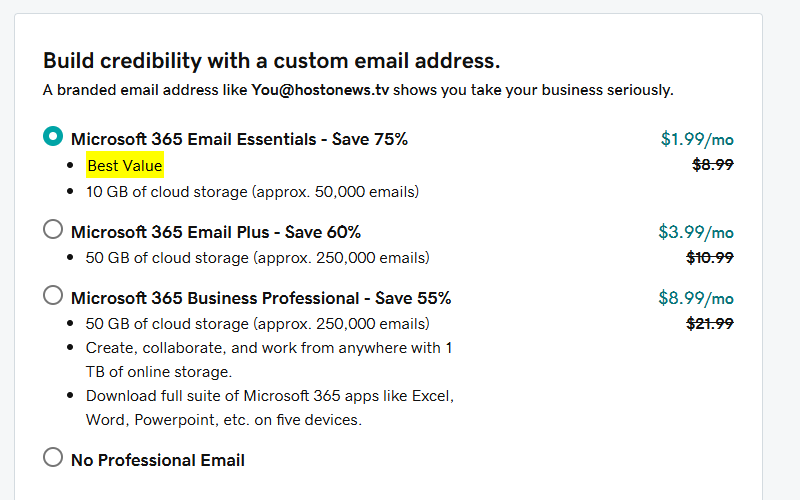 Build credibility with a custom email address.
A branded email address like You@hostonews.tv shows you take your business seriously.
Microsoft 365 Email Essentials - Save 75% $1.99/mo
Best Value $8.99
10 GB of cloud storage (approx. 50,000 emails)
Microsoft 365 Email Plus - Save 60% $3.99/mo
50 GB of cloud storage (approx. 250,000 emails) $10.99
Microsoft 365 Business Professional - Save 55% $8.99/mo
50 GB of cloud storage (approx. 250,000 emails) $21.99
Create, collaborate, and work from anywhere with 1
TB of online storage.
Download full suite of Microsoft 365 apps like Excel,
Word, Powerpoint, etc. on five devices.
No Professional Email